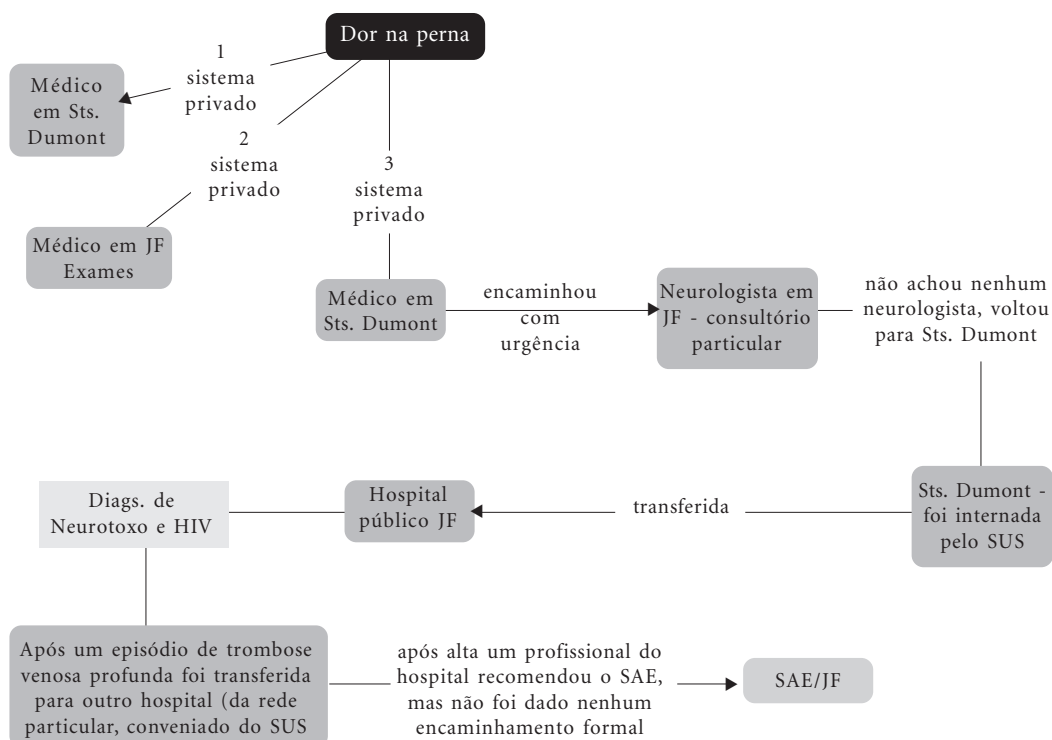 Dor na perna
1
sistema
privado
Médico
em Sts.
Dumont
2
sistema
privado
3
sistema
privado
Médico em JF
Exames
Médico em
Sts. Dumont
encaminhou
com
urgência
Neurologista em
JF - consultório
particular
não achou nenhum
neurologista, voltou
para Sts. Dumont
Sts. Dumont -
foi internada
pelo SUS
transferida
Hospital
público JF
Diags. de
Neurotoxo e HIV
Após um episódio de trombose
venosa profunda foi transferida
para outro hospital (da rede
particular, conveniado do SUS
após alta um profissional do
hospital recomendou o SAE,
mas não foi dado nenhum
encaminhamento formal
SAE/JF